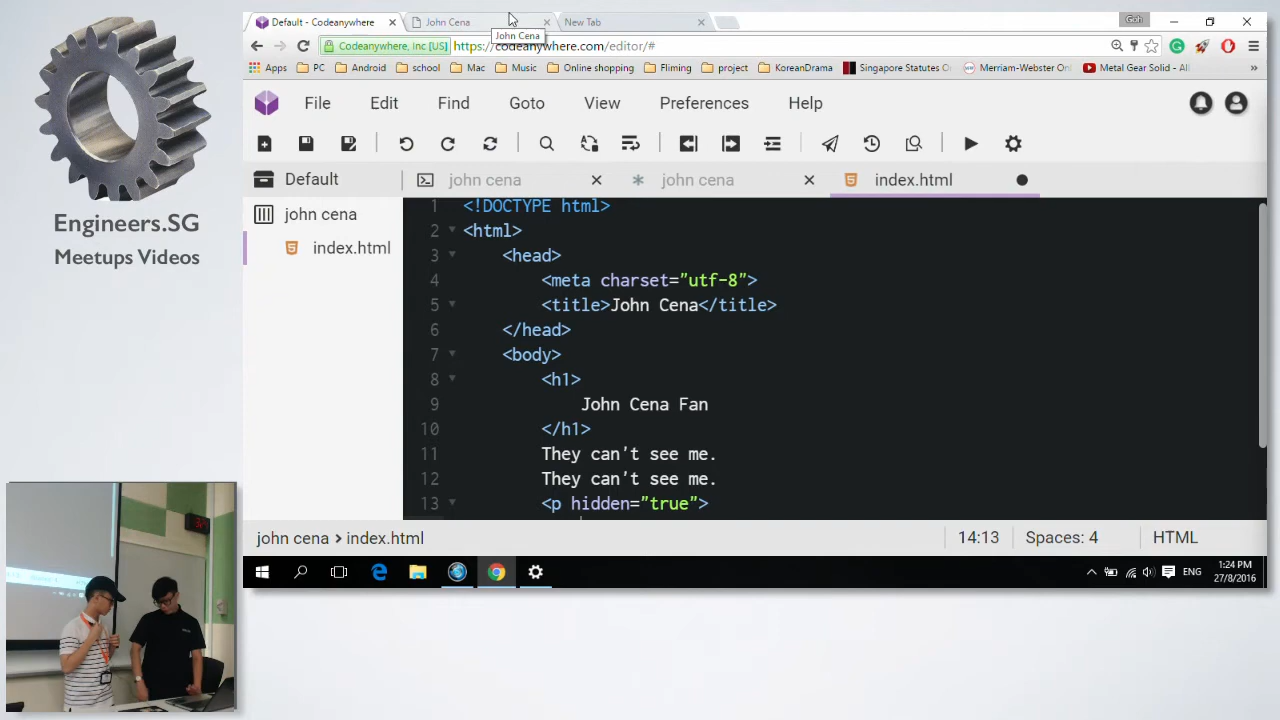 Default - Codeanywhere
John Cena
New Tab
Goh
John Cena
Codeanywhere, Inc [US]
https://codeanywhere.com/editor/#
Apps
PC
Android
school
Mac
Music
Online shopping
Fliming
project
KoreanDrama
Singapore Statutes O
Merriam-Webster Onl
Metal Gear Solid - All
»
File
Edit
Find
Goto
View
Preferences
Help
Default
john cena
john cena
index.html
john cena
index.html
1 <!DOCTYPE html>
2 <html>
3 <head>
4 <meta charset="utf-8">
5 <title>John Cena</title>
6 </head>
7 <body>
8 <h1>
9 John Cena Fan
10 </h1>
11 They can't see me.
12 They can't see me.
13 <p hidden="true">
john cena > index.html
14:13
Spaces: 4
HTML
ENG
1:24 PM
27/8/2016
Engineers.SG
Meetups Videos